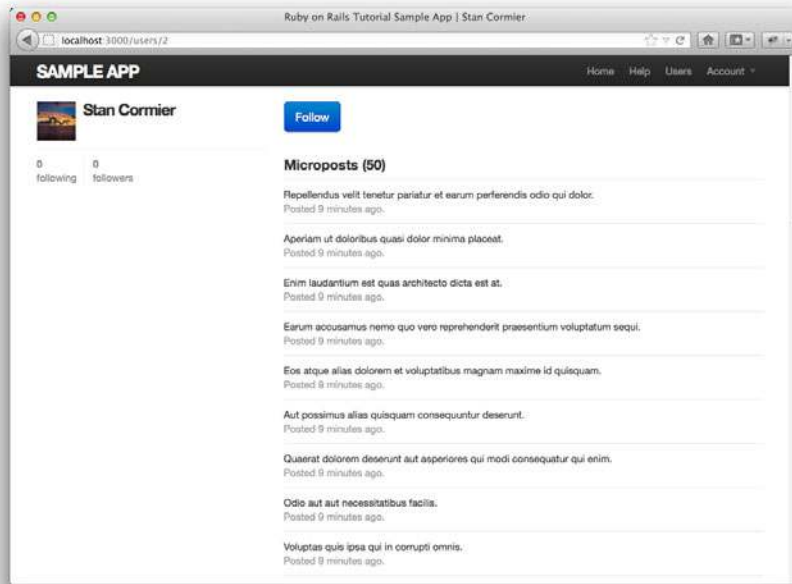 Ruby on Rails Tutorial Sample App | Stan Cormier
localhost:3000/users/2
SAMPLE APP
Home Help Users Account
Stan Cormier
0 following
0 followers
Follow
Microposts (50)
Repellendus velit tenetur pariatur et earum perferendis odio qui dolor.
Posted 9 minutes ago.
Aperiam ut doloribus quasi dolor minima placeat.
Posted 9 minutes ago.
Enim laudantium est quas architecto dicta est at.
Posted 9 minutes ago.
Earum accusamus nemo quo vero reprehenderit praesentium voluptatum sequi.
Posted 9 minutes ago.
Eos atque alias dolorem et voluptatibus magnam maxime id quisquam.
Posted 9 minutes ago.
Aut possimus alias quisquam consequuntur deserunt.
Posted 9 minutes ago.
Quaerat dolorem deserunt aut asperiores qui modi consequatur qui enim.
Posted 9 minutes ago.
Odio aut aut necessitatibus facilis.
Posted 9 minutes ago.
Voluptas quis ipsa qui in corrupti omnis.
Posted 9 minutes ago.